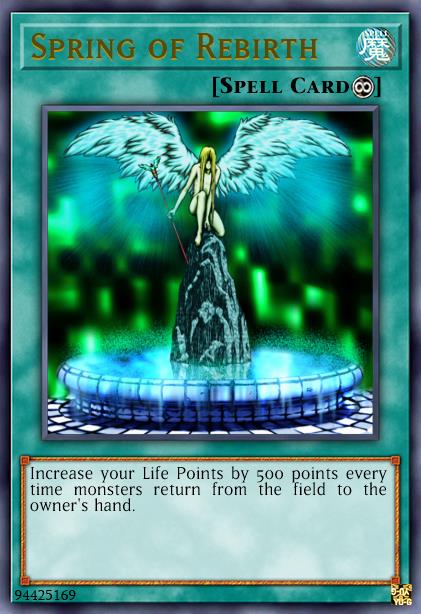 Spring of Rebirth
SPELL
魔
[Spell Card]
Increase your Life Points by 500 points every
time monsters return from the field to the
owner's hand.
94425169